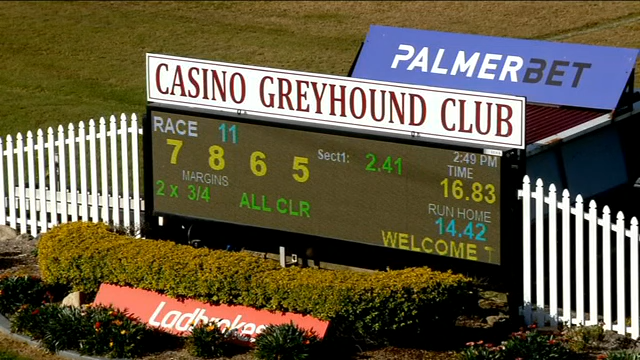 PALMERBET
CASINO GREYHOUND CLUB
RACE 11
7 8 6 5
Sect1: 2.41
2:49 PM
TIME
16.83
MARGINS
2 x 3/4
ALL CLR
RUN HOME
14.42
WELCOME T
Ladbrokes